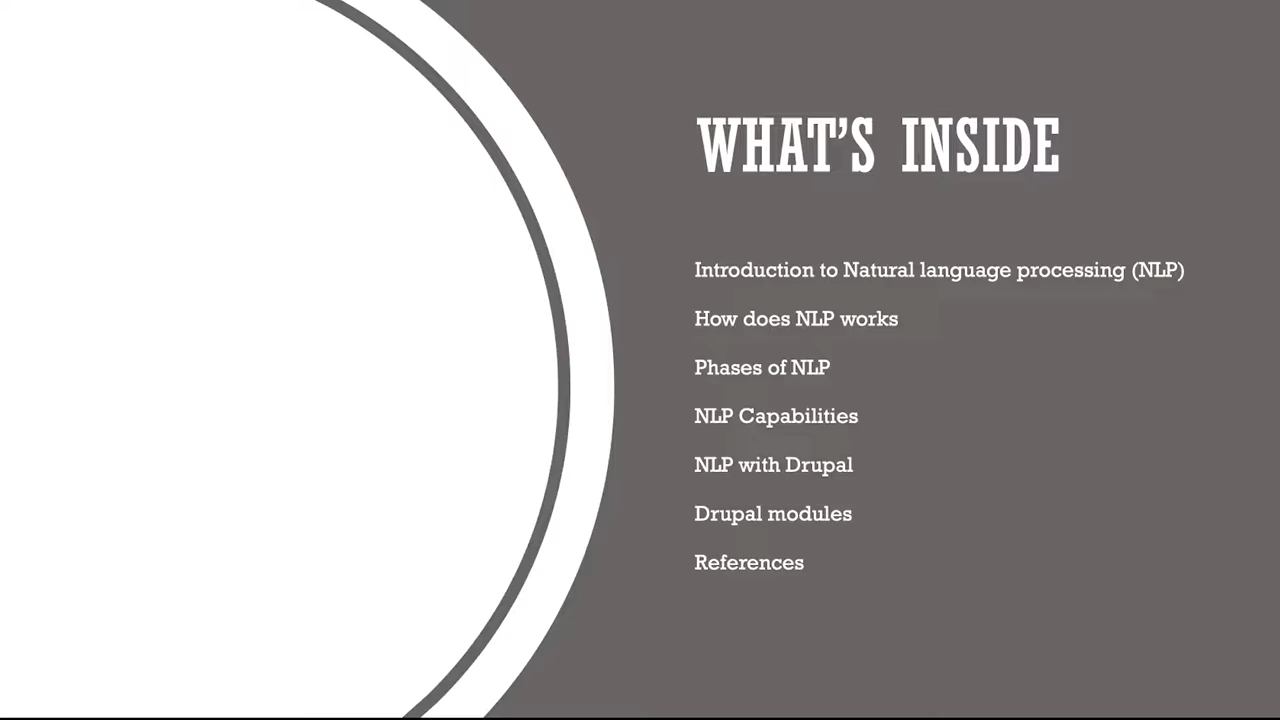 WHAT'S INSIDE
Introduction to Natural language processing (NLP)
How does NLP works
Phases of NLP
NLP Capabilities
NLP with Drupal
Drupal modules
References